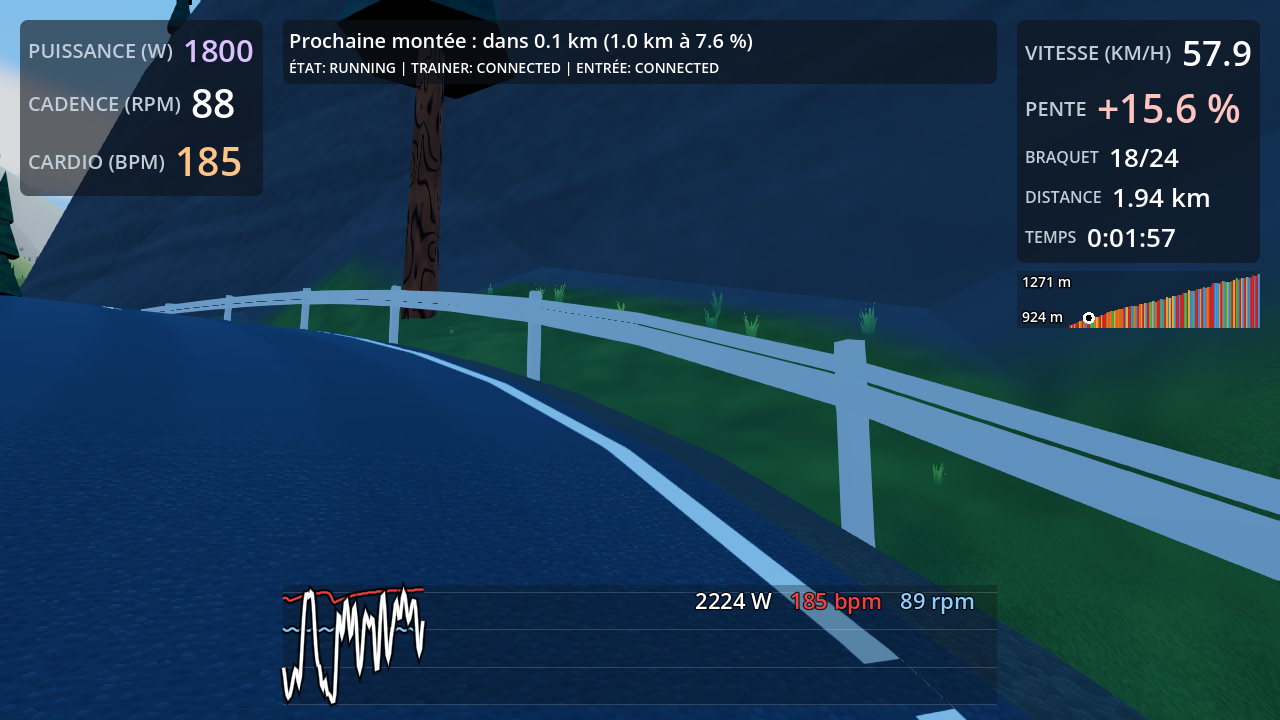 PUISSANCE (W) 1800
CADENCE (RPM) 88
CARDIO (BPM) 185
Prochaine montée : dans 0.1 km (1.0 km à 7.6 %)
ÉTAT: RUNNING | TRAINER: CONNECTED | ENTRÉE: CONNECTED
VITESSE (KM/H) 57.9
PENTE +15.6 %
BRAQUET 18/24
DISTANCE 1.94 km
TEMPS 0:01:57
1271 m
924 m
2224 W 185 bpm 89 rpm